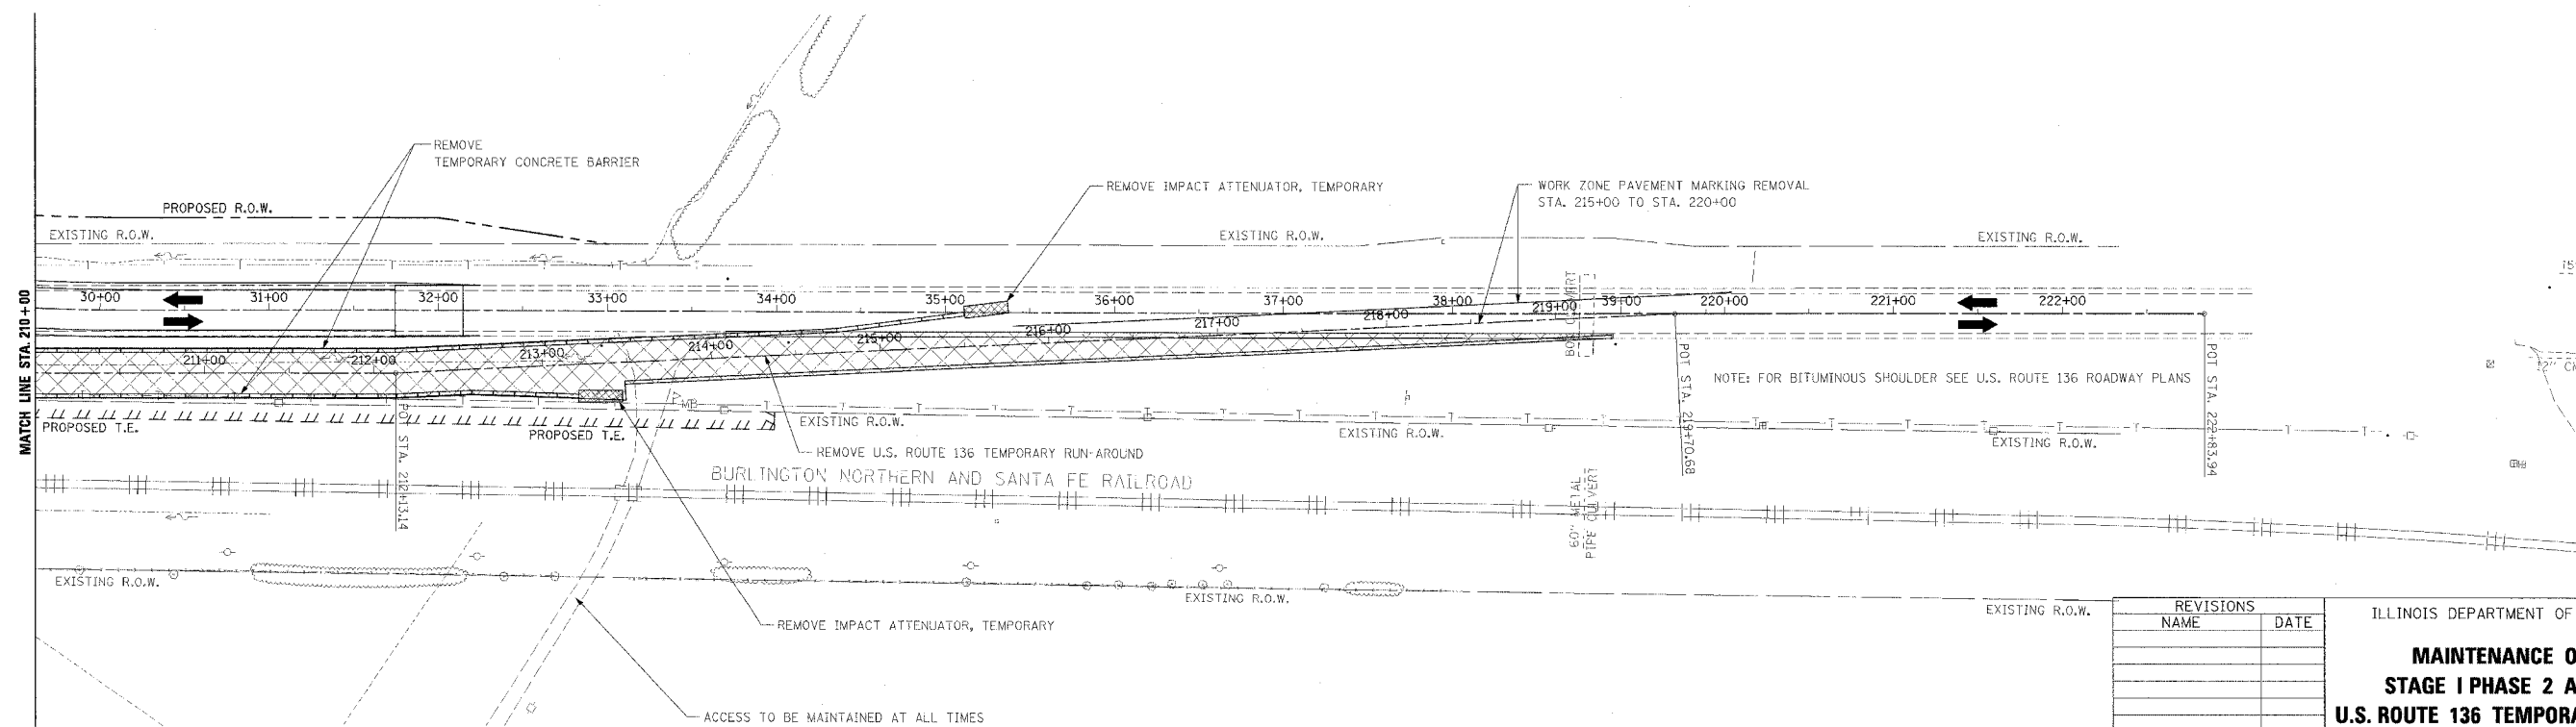 REMOVE
TEMPORARY CONCRETE BARRIER
REMOVE IMPACT ATTENUATOR, TEMPORARY
WORK ZONE PAVEMENT MARKING REMOVAL
STA. 215+00 TO STA. 220+00
PROPOSED R.O.W.
EXISTING R.O.W.
EXISTING R.O.W.
EXISTING R.O.W.
MATCH LINE STA. 210+00
30+00
31+00
32+00
33+00
34+00
35+00
36+00
37+00
38+00
39+00
220+00
221+00
222+00
211+00
212+00
213+00
214+00
215+00
216+00
217+00
218+00
219+00
POT STA. 212+13.14
POT STA. 219+70.68
POT STA. 222+83.94
NOTE: FOR BITUMINOUS SHOULDER SEE U.S. ROUTE 136 ROADWAY PLANS
MB
PROPOSED T.E.
PROPOSED T.E.
EXISTING R.O.W.
EXISTING R.O.W.
EXISTING R.O.W.
REMOVE U.S. ROUTE 136 TEMPORARY RUN-AROUND
BURLINGTON NORTHERN AND SANTA FE RAILROAD
60" METAL
PIPE CULVERT
EXISTING R.O.W.
EXISTING R.O.W.
EXISTING R.O.W.
REMOVE IMPACT ATTENUATOR, TEMPORARY
ACCESS TO BE MAINTAINED AT ALL TIMES
REVISIONS
NAME DATE
ILLINOIS DEPARTMENT OF
MAINTENANCE O
STAGE I PHASE 2 A
U.S. ROUTE 136 TEMPORA